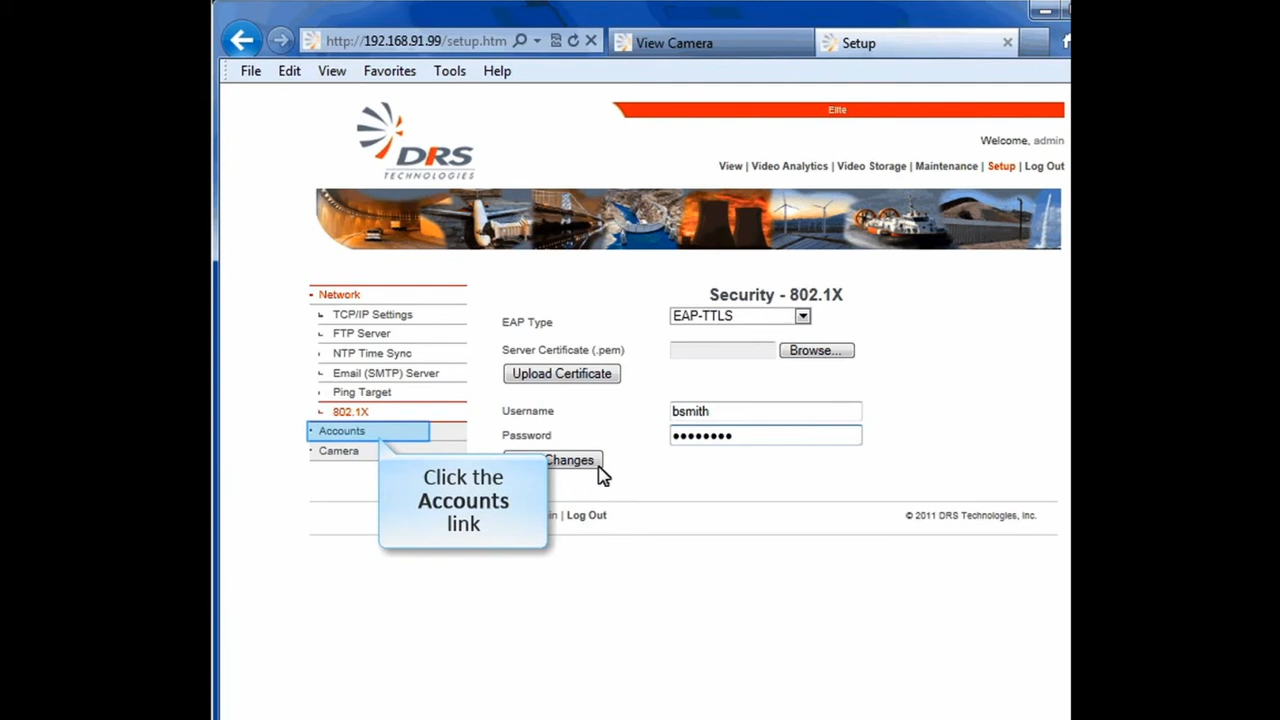 http://192.168.91.99/setup.htm
View Camera
Setup
File Edit View Favorites Tools Help
Elite
DRS
TECHNOLOGIES
Welcome, admin
View | Video Analytics | Video Storage | Maintenance | Setup | Log Out
Network
TCP/IP Settings
FTP Server
NTP Time Sync
Email (SMTP) Server
Ping Target
802.1X
Accounts
Camera
Security - 802.1X
EAP Type
EAP-TTLS
Server Certificate (.pem)
Browse...
Upload Certificate
Username
bsmith
Password
••••••••
Changes
Click the
Accounts
link
| Log Out
© 2011 DRS Technologies, Inc.